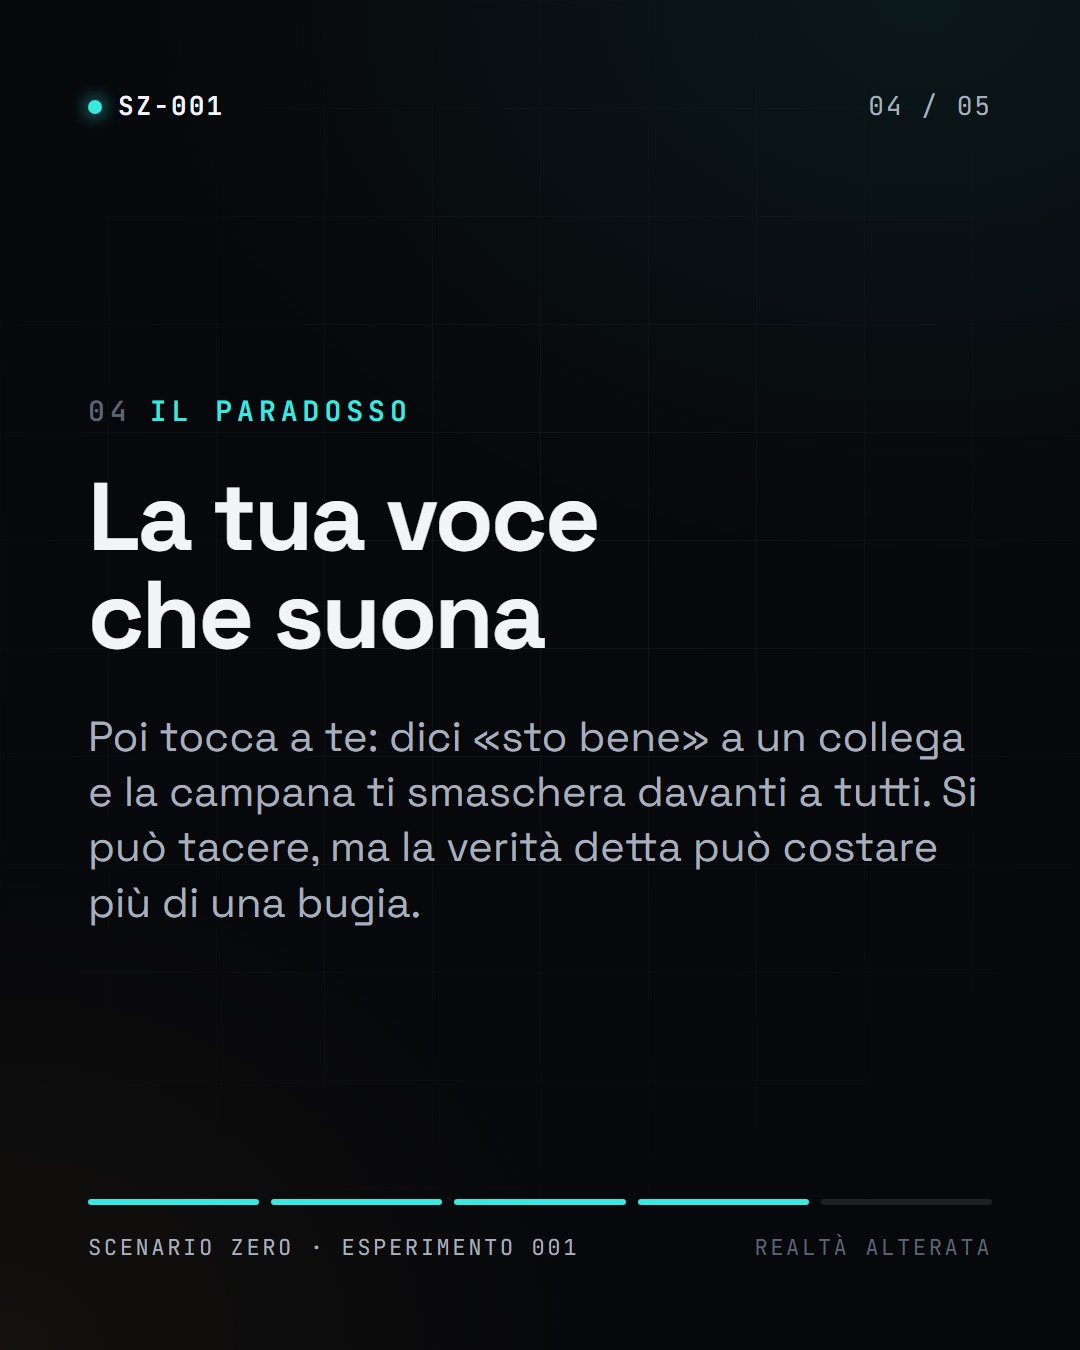 SZ-001
04 / 05
04 IL PARADOSSO
La tua voce
che suona
Poi tocca a te: dici «sto bene» a un collega
e la campana ti smaschera davanti a tutti. Si
può tacere, ma la verità detta può costare
più di una bugia.
SCENARIO ZERO · ESPERIMENTO 001
REALTÀ ALTERATA